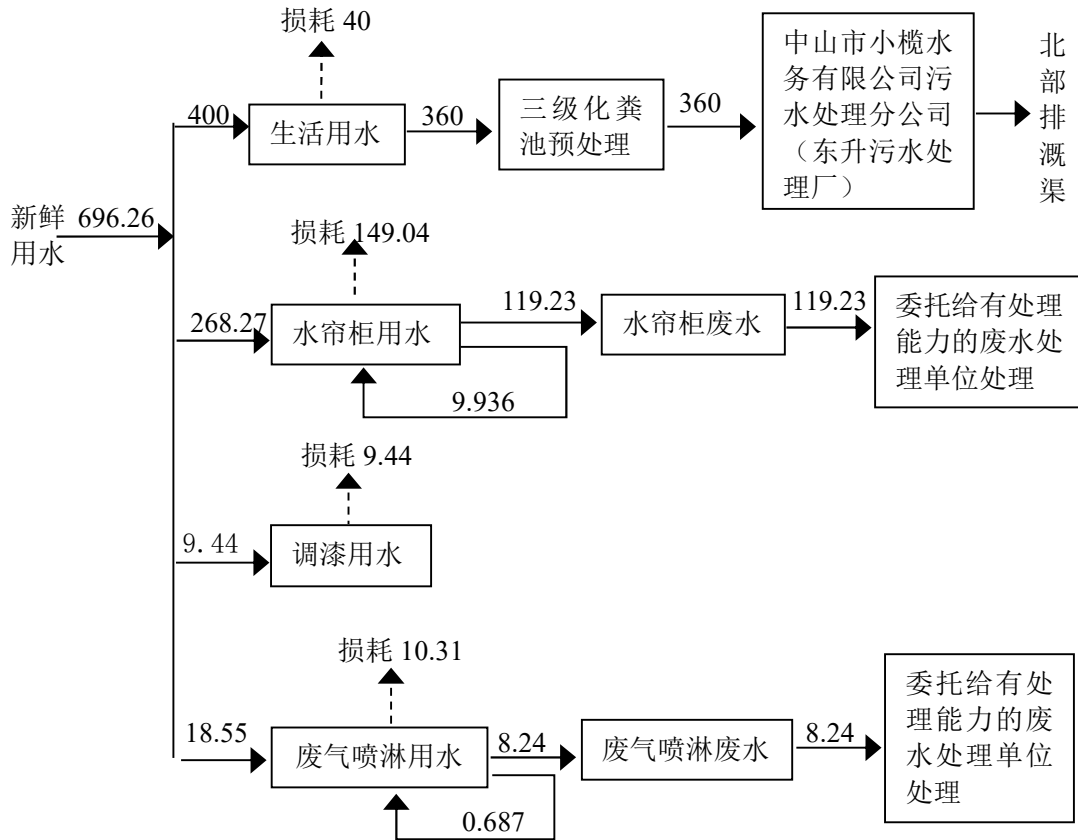 损耗 40
400
生活用水
360
三级化粪
池预处理
360
中山市小榄水
务有限公司污
水处理分公司
（东升污水处
理厂）
北
部
排
溉
渠
新鲜
用水
696.26
损耗 149.04
268.27
水帘柜用水
119.23
水帘柜废水
119.23
委托给有处理
能力的废水处
理单位处理
9.936
损耗 9.44
9.44
调漆用水
损耗 10.31
18.55
废气喷淋用水
8.24
废气喷淋废水
8.24
委托给有处
理能力的废
水处理单位
处理
0.687